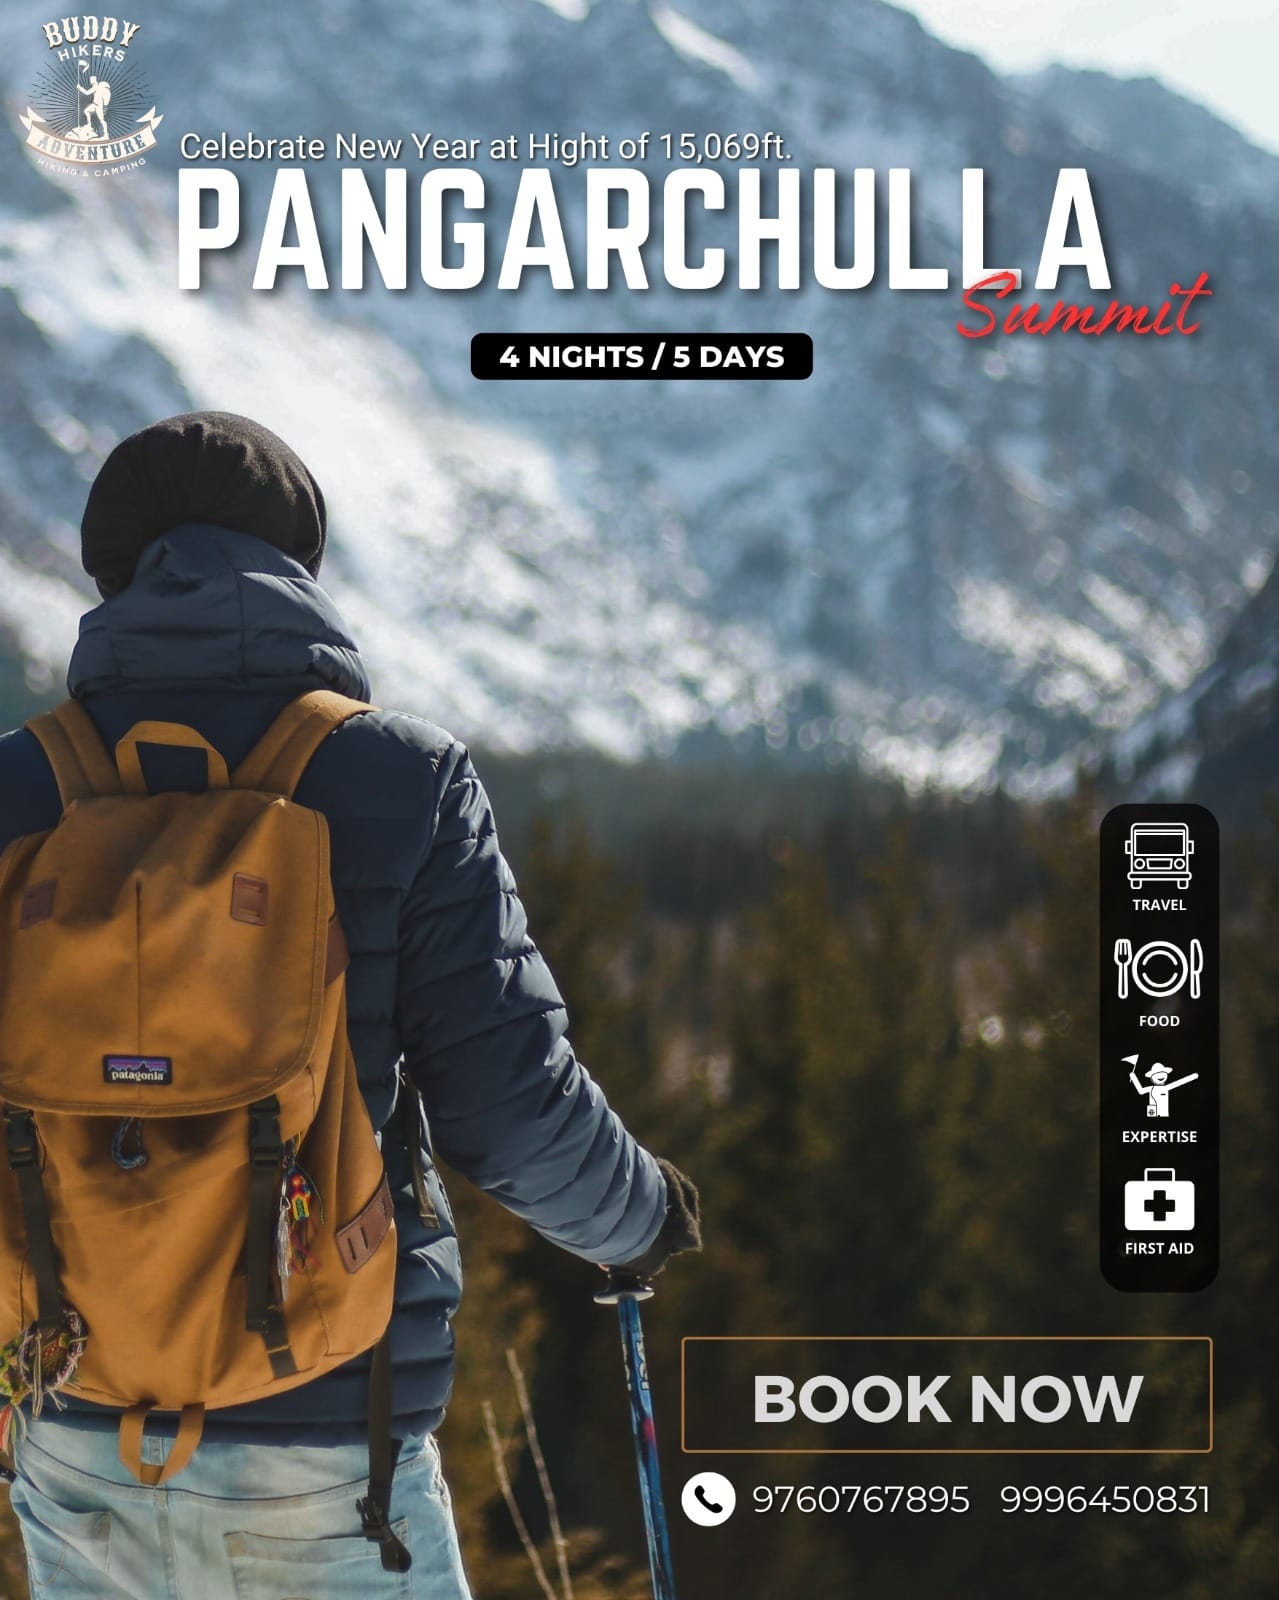 BUDDY
HIKERS
ADVENTURE
HIKING & CAMPING
Celebrate New Year at Hight of 15,069ft.
PANGARCHULLA
Summit
4 NIGHTS / 5 DAYS
patagonia
TRAVEL
FOOD
EXPERTISE
FIRST AID
BOOK NOW
9760767895 9996450831